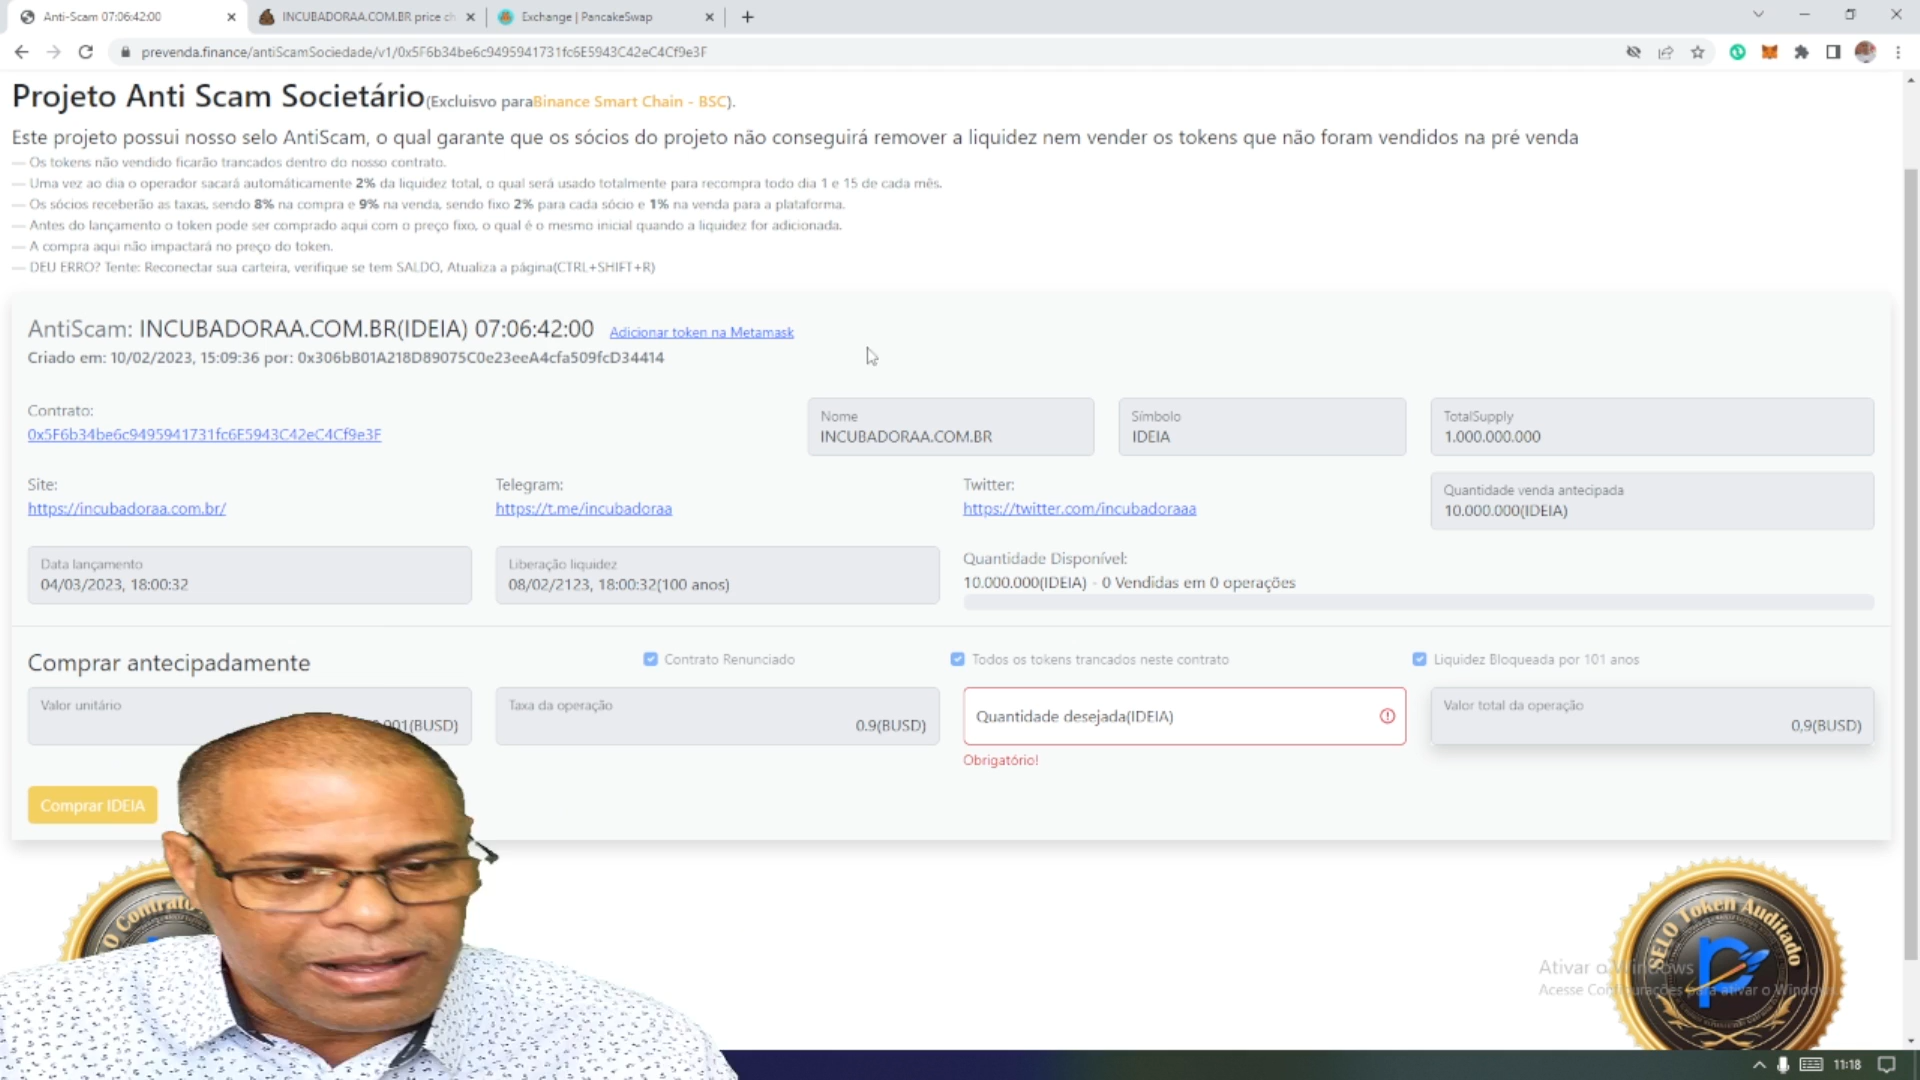 Anti-Scam 07:06:42:00
INCUBADORAA.COM.BR price ch
Exchange | PancakeSwap
prevenda.finance/antiScamSociedade/v1/0x5F6b34be6c9495941731fc6E5943C42eC4Cf9e3F
Projeto Anti Scam Societário(Excluisvo paraBinance Smart Chain - BSC).
Este projeto possui nosso selo AntiScam, o qual garante que os sócios do projeto não conseguirá remover a liquidez nem vender os tokens que não foram vendidos na pré venda
— Os tokens não vendido ficarão trancados dentro do nosso contrato.
— Uma vez ao dia o operador sacará automáticamente 2% da liquidez total, o qual será usado totalmente para recompra todo dia 1 e 15 de cada mês.
— Os sócios receberão as taxas, sendo 8% na compra e 9% na venda, sendo fixo 2% para cada sócio e 1% na venda para a plataforma.
— Antes do lançamento o token pode ser comprado aqui com o preço fixo, o qual é o mesmo inicial quando a liquidez for adicionada.
— A compra aqui não impactará no preço do token.
— DEU ERRO? Tente: Reconectar sua carteira, verifique se tem SALDO, Atualiza a página(CTRL+SHIFT+R)
AntiScam: INCUBADORAA.COM.BR(IDEIA) 07:06:42:00 Adicionar token na Metamask
Criado em: 10/02/2023, 15:09:36 por: 0x306bB01A218D89075C0e23eeA4cfa509fcD34414
Contrato:
0x5F6b34be6c9495941731fc6E5943C42eC4Cf9e3F
Nome
INCUBADORAA.COM.BR
Símbolo
IDEIA
TotalSupply
1.000.000.000
Site:
https://incubadoraa.com.br/
Telegram:
https://t.me/incubadoraa
Twitter:
https://twitter.com/incubadoraaa
Quantidade venda antecipada
10.000.000(IDEIA)
Data lançamento
04/03/2023, 18:00:32
Liberação liquidez
08/02/2123, 18:00:32(100 anos)
Quantidade Disponível:
10.000.000(IDEIA) - 0 Vendidas em 0 operações
Comprar antecipadamente
Contrato Renunciado
Todos os tokens trancados neste contrato
Liquidez Bloqueada por 101 anos
Valor unitário
001(BUSD)
Taxa da operação
0.9(BUSD)
Quantidade desejada(IDEIA)
Obrigatório!
Valor total da operação
0,9(BUSD)
Comprar IDEIA
O Contrato
SELO Token Auditado
Ativar o Windows
Acesse Configurações para ativar o Windows
11:18